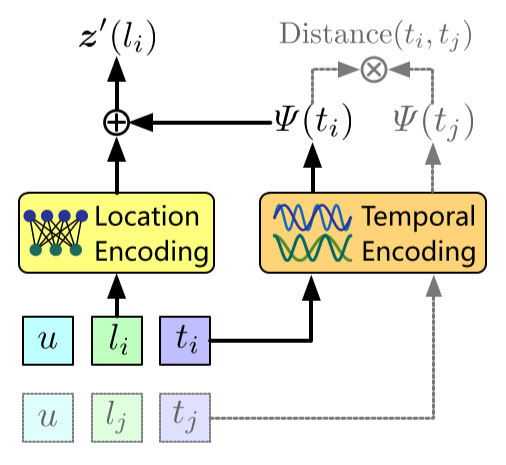 z′(lᵢ)
Distance(tᵢ, tⱼ)
Ψ(tᵢ)
Ψ(tⱼ)
Location
Encoding
Temporal
Encoding
u lᵢ tᵢ
u lⱼ tⱼ